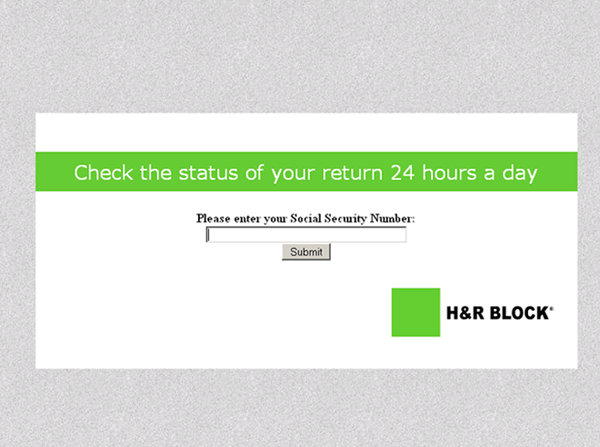 Check the status of your return 24 hours a day
Please enter your Social Security Number:
Submit
H&R BLOCK®